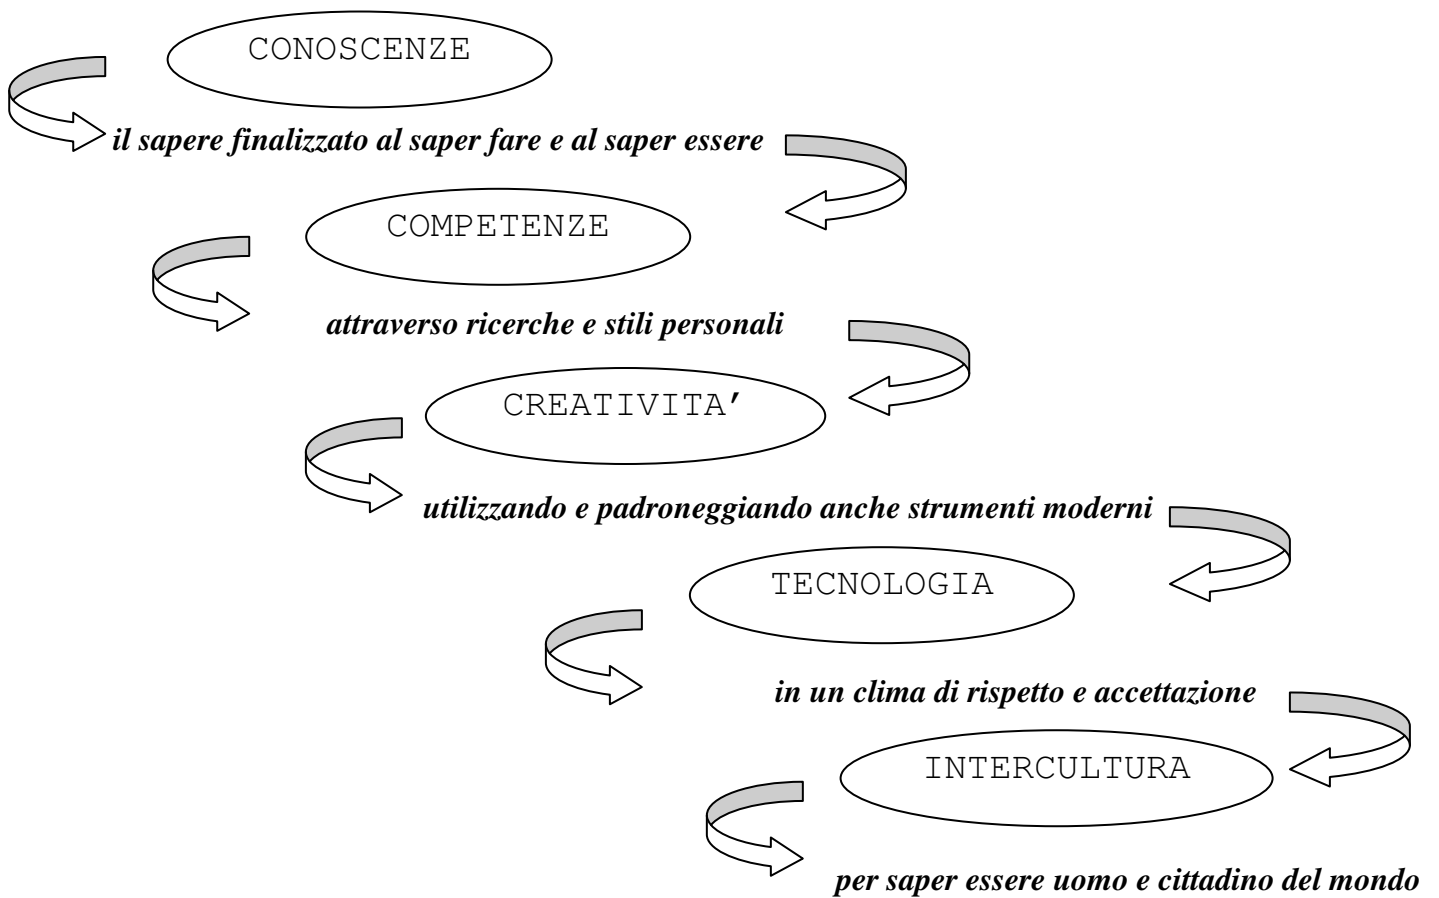 CONOSCENZE
il sapere finalizzato al saper fare e al saper essere
COMPETENZE
attraverso ricerche e stili personali
CREATIVITA’
utilizzando e padroneggiando anche strumenti moderni
TECNOLOGIA
in un clima di rispetto e accettazione
INTERCULTURA
per saper essere uomo e cittadino del mondo